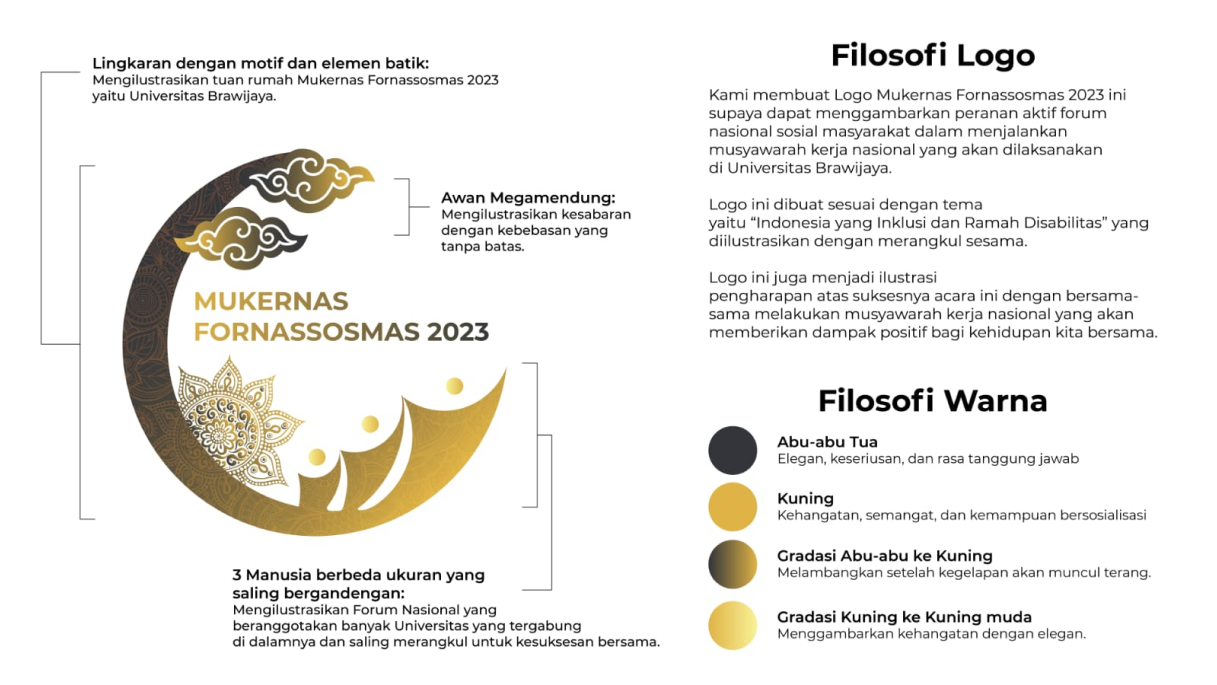 Lingkaran dengan motif dan elemen batik:
Mengilustrasikan tuan rumah Mukernas Fornassosmas 2023
yaitu Universitas Brawijaya.
Awan Megamendung:
Mengilustrasikan kesabaran
dengan kebebasan yang
tanpa batas.
MUKERNAS
FORNASSOSMAS 2023
3 Manusia berbeda ukuran yang
saling bergandengan:
Mengilustrasikan Forum Nasional yang
beranggotakan banyak Universitas yang tergabung
di dalamnya dan saling merangkul untuk kesuksesan bersama.
Filosofi Logo
Kami membuat Logo Mukernas Fornassosmas 2023 ini
supaya dapat menggambarkan peranan aktif forum
nasional sosial masyarakat dalam menjalankan
musyawarah kerja nasional yang akan dilaksanakan
di Universitas Brawijaya.
Logo ini dibuat sesuai dengan tema
yaitu “Indonesia yang Inklusi dan Ramah Disabilitas” yang
diilustrasikan dengan merangkul sesama.
Logo ini juga menjadi ilustrasi
pengharapan atas suksesnya acara ini dengan bersama-
sama melakukan musyawarah kerja nasional yang akan
memberikan dampak positif bagi kehidupan kita bersama.
Filosofi Warna
Abu-abu Tua
Elegan, keseriusan, dan rasa tanggung jawab
Kuning
Kehangatan, semangat, dan kemampuan bersosialisasi
Gradasi Abu-abu ke Kuning
Melambangkan setelah kegelapan akan muncul terang.
Gradasi Kuning ke Kuning muda
Menggambarkan kehangatan dengan elegan.